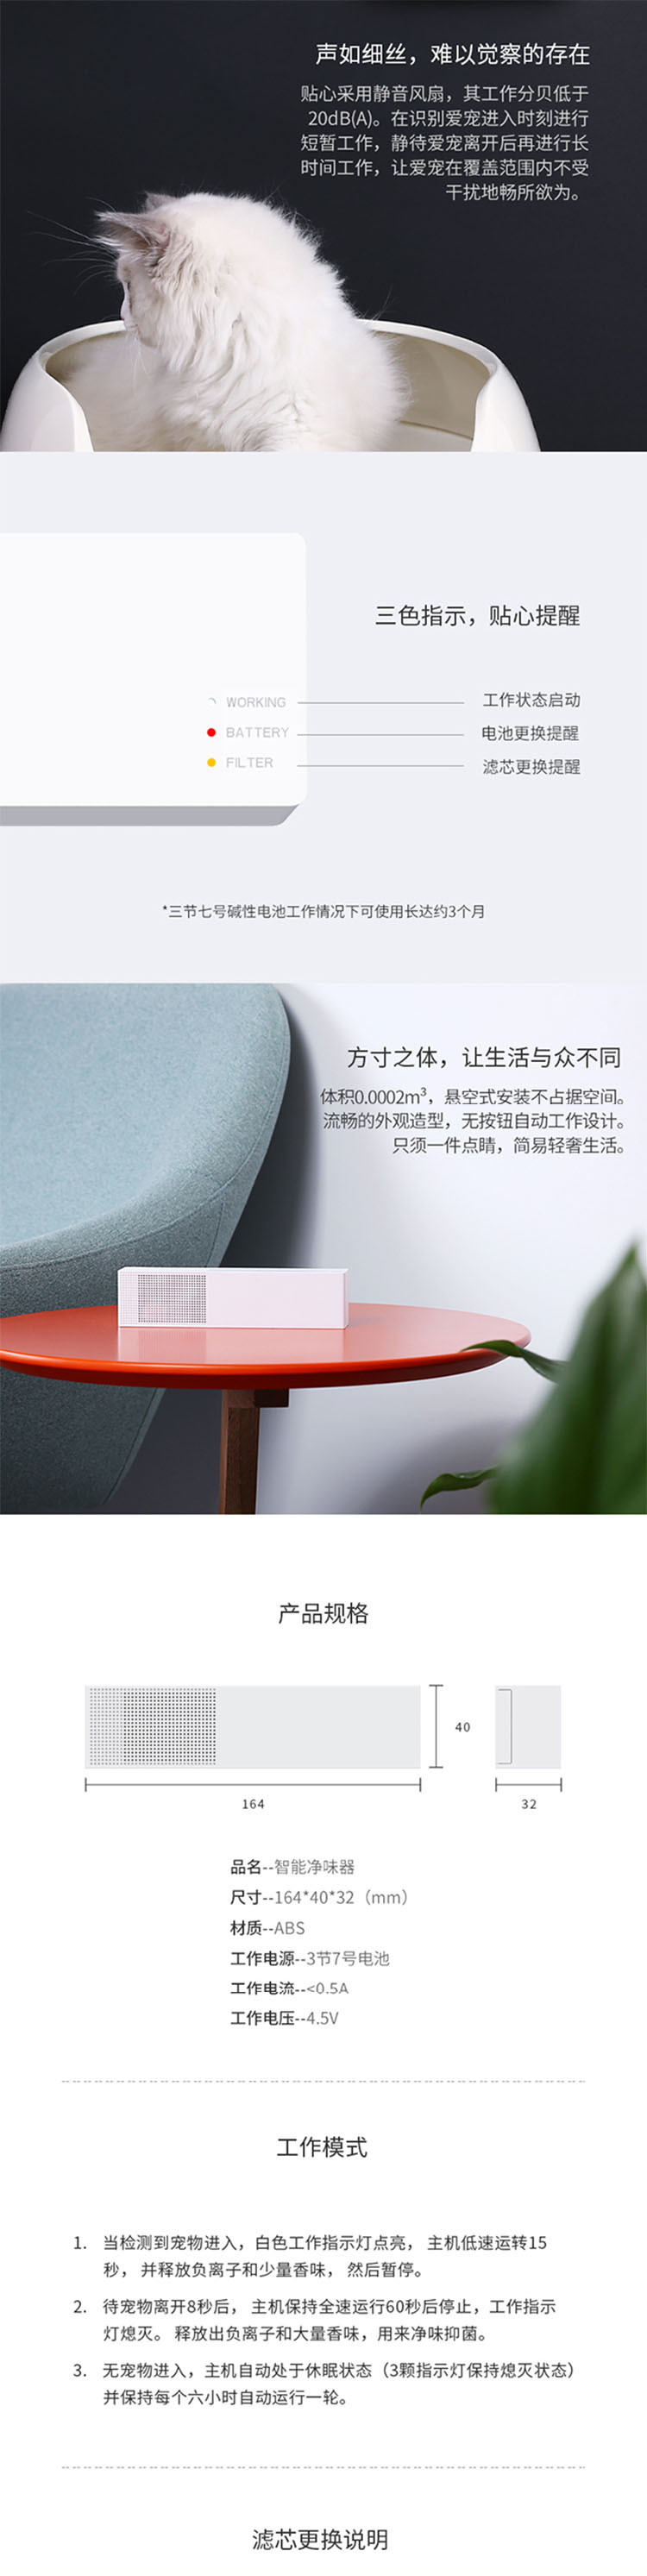 声如细丝，难以觉察的存在
贴心采用静音风扇，其工作分贝低于
20dB(A)。在识别爱宠进入时刻进行
短暂工作，静待爱宠离开后再进行长
时间工作，让爱宠在覆盖范围内不受
干扰地畅所欲为。
三色指示，贴心提醒
WORKING 工作状态启动
BATTERY 电池更换提醒
FILTER 滤芯更换提醒
*三节七号碱性电池工作情况下可使用长达约3个月
方寸之体，让生活与众不同
体积0.0002m³，悬空式安装不占据空间。
流畅的外观造型，无按钮自动工作设计。
只须一件点睛，简易轻奢生活。
产品规格
40
164
32
品名--智能净味器
尺寸--164*40*32（mm）
材质--ABS
工作电源--3节7号电池
工作电流--<0.5A
工作电压--4.5V
工作模式
1. 当检测到宠物进入，白色工作指示灯点亮， 主机低速运转15
秒， 并释放负离子和少量香味， 然后暂停。
2. 待宠物离开8秒后， 主机保持全速运行60秒后停止，工作指示
灯熄灭。 释放出负离子和大量香味，用来净味抑菌。
3. 无宠物进入，主机自动处于休眠状态（3颗指示灯保持熄灭状态）
并保持每个六小时自动运行一轮。
滤芯更换说明